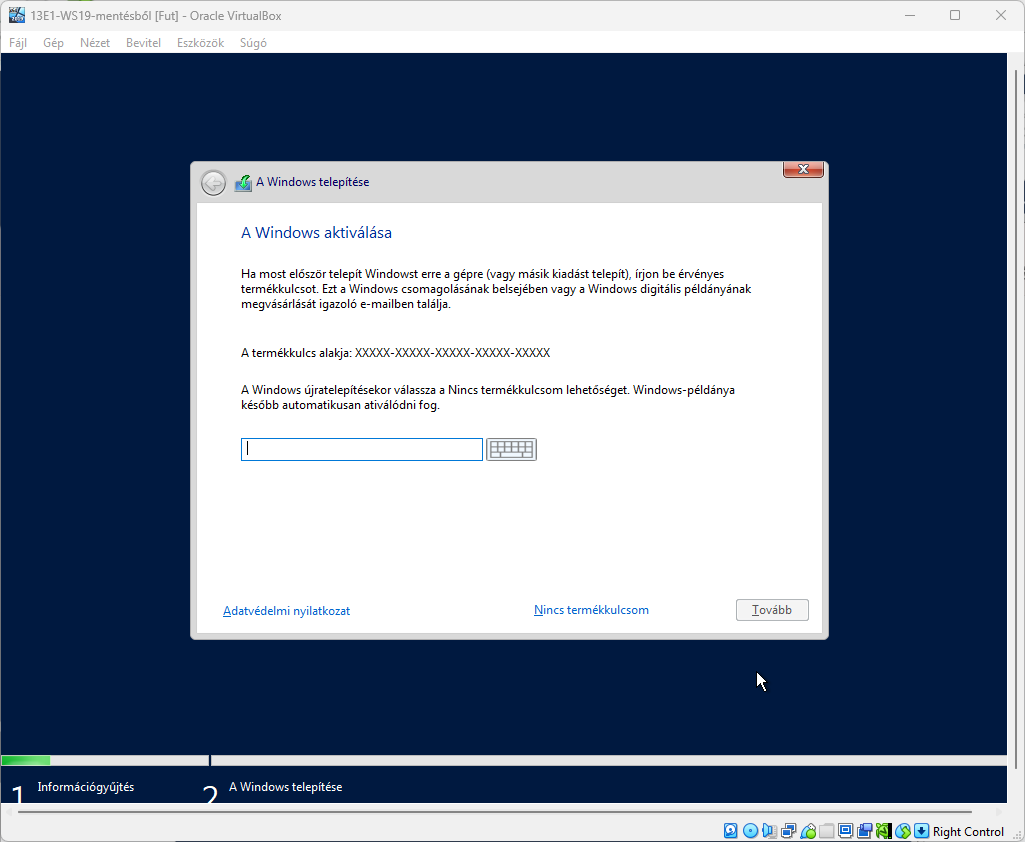 13E1-WS19-mentésből [Fut] - Oracle VirtualBox
Fájl Gép Nézet Bevitel Eszközök Súgó
A Windows telepítése
A Windows aktiválása
Ha most először telepít Windowst erre a gépre (vagy másik kiadást telepít), írjon be érvényes
termékkulcsot. Ezt a Windows csomagolásának belsejében vagy a Windows digitális példányának
megvásárlását igazoló e-mailben találja.
A termékkulcs alakja: XXXXX-XXXXX-XXXXX-XXXXX-XXXXX
A Windows újratelepítésekor válassza a Nincs termékkulcsom lehetőséget. Windows-példánya
később automatikusan ativálódni fog.
Adatvédelmi nyilatkozat Nincs termékkulcsom Tovább
1 Információgyűjtés 2 A Windows telepítése
Right Control